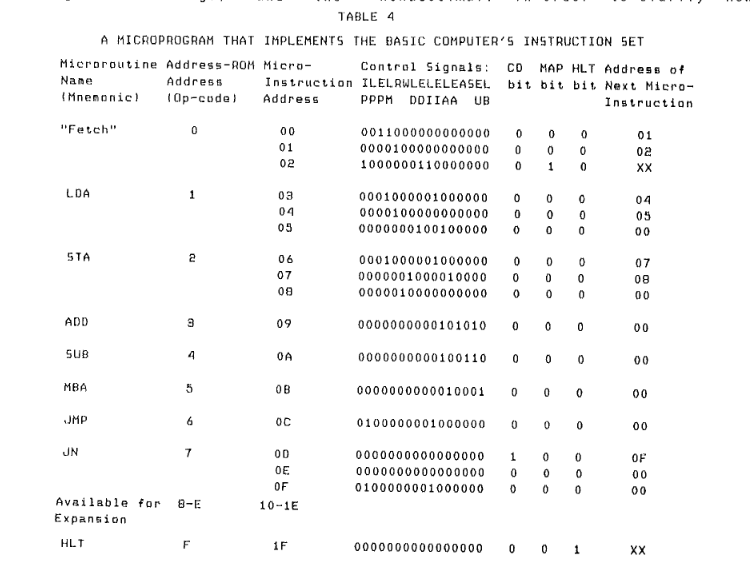 TABLE 4
A MICROPROGRAM THAT IMPLEMENTS THE BASIC COMPUTER'S INSTRUCTION SET
Microroutine Address-ROM Micro- Control Signals: CD MAP HLT Address of
Name Address Instruction ILELRWLELELEASEL bit bit bit Next Micro-
(Mnemonic) (Op-code) Address PPPM DDIIAA UB Instruction
"Fetch" 0 00 0011000000000000 0 0 0 01
01 0000100000000000 0 0 0 02
02 1000000110000000 0 1 0 XX
LDA 1 03 0001000001000000 0 0 0 04
04 0000100000000000 0 0 0 05
05 0000000100100000 0 0 0 00
STA 2 06 0001000001000000 0 0 0 07
07 0000001000010000 0 0 0 08
08 0000010000000000 0 0 0 00
ADD 3 09 0000000000101010 0 0 0 00
SUB 4 0A 0000000000100110 0 0 0 00
MBA 5 0B 0000000000010001 0 0 0 00
JMP 6 0C 0100000001000000 0 0 0 00
JN 7 0D 0000000000000000 1 0 0 0F
0E 0000000000000000 0 0 0 00
0F 0100000001000000 0 0 0 00
Available for 8-E 10-1E
Expansion
HLT F 1F 0000000000000000 0 0 1 XX